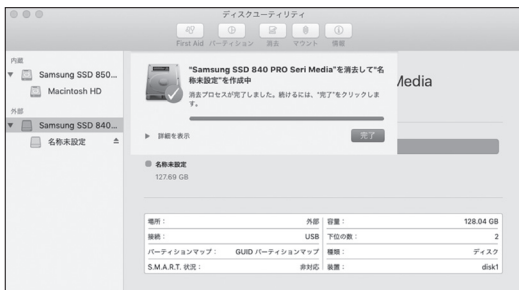 ディスクユーティリティ
First Aid パーティション 消去 マウント 情報
内蔵
Samsung SSD 850...
Macintosh HD
外部
Samsung SSD 840...
名称未設定
"Samsung SSD 840 PRO Seri Media"を消去して"名
称未設定"を作成中
消去プロセスが完了しました。続けるには、"完了"をクリックしま
す。
詳細を表示
完了
Media
名称未設定
127.69 GB
場所： 外部 容量： 128.04 GB
接続： USB 下位の数： 2
パーティションマップ： GUID パーティションマップ 種類： ディスク
S.M.A.R.T. 状況： 非対応 装置： disk1